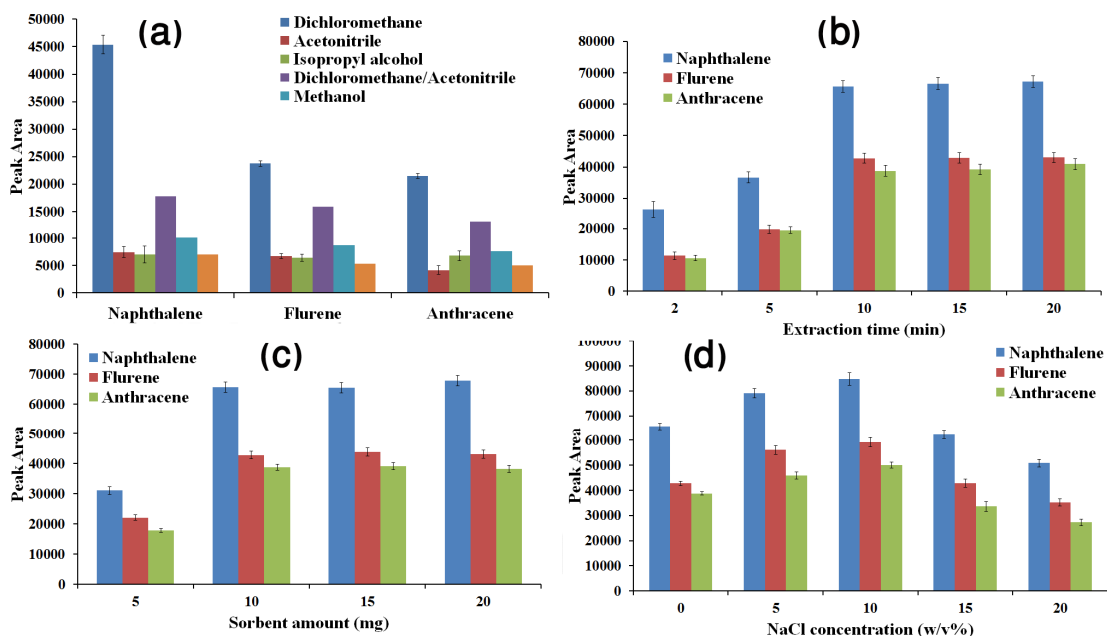 (a)
Peak Area
50000
45000
40000
35000
30000
25000
20000
15000
10000
5000
0
Dichloromethane
Acetonitrile
Isopropyl alcohol
Dichloromethane/Acetonitrile
Methanol
Naphthalene Flurene Anthracene
(b)
Peak Area
80000
70000
60000
50000
40000
30000
20000
10000
0
Naphthalene
Flurene
Anthracene
2 5 10 15 20
Extraction time (min)
(c)
Peak Area
80000
70000
60000
50000
40000
30000
20000
10000
0
Naphthalene
Flurene
Anthracene
5 10 15 20
Sorbent amount (mg)
(d)
Peak Area
100000
90000
80000
70000
60000
50000
40000
30000
20000
10000
0
Naphthalene
Flurene
Anthracene
0 5 10 15 20
NaCl concentration (w/v%)